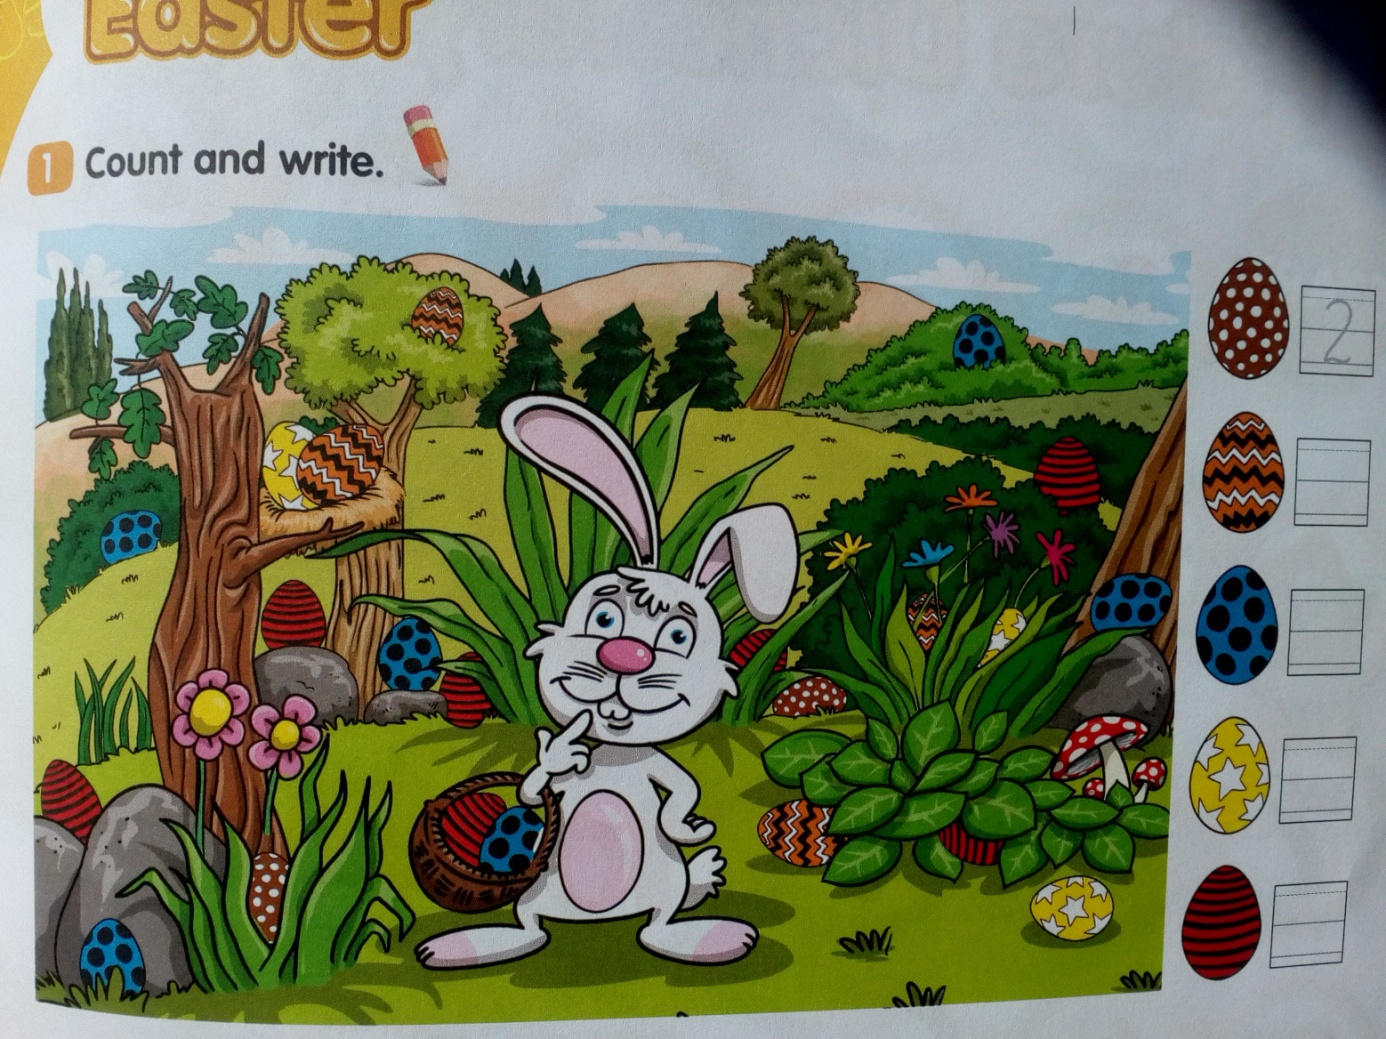 Easter
1 Count and write.
2